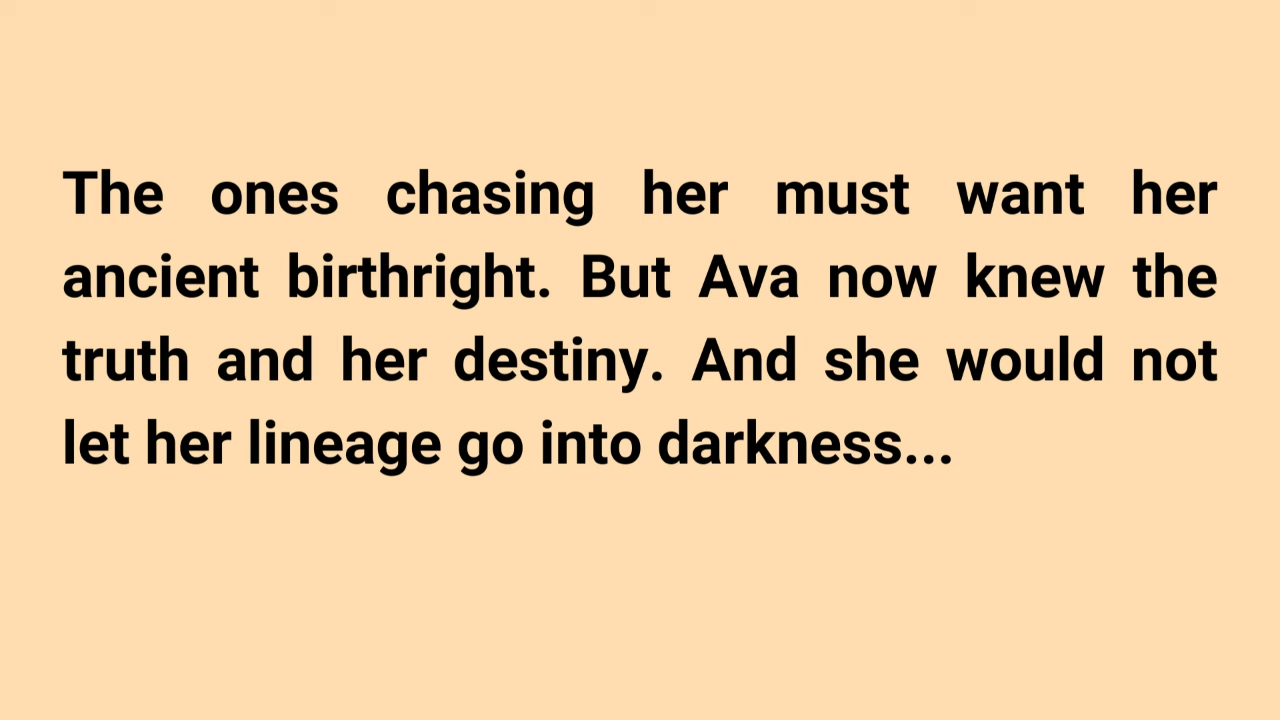 The ones chasing her must want her
ancient birthright. But Ava now knew the
truth and her destiny. And she would not
let her lineage go into darkness...